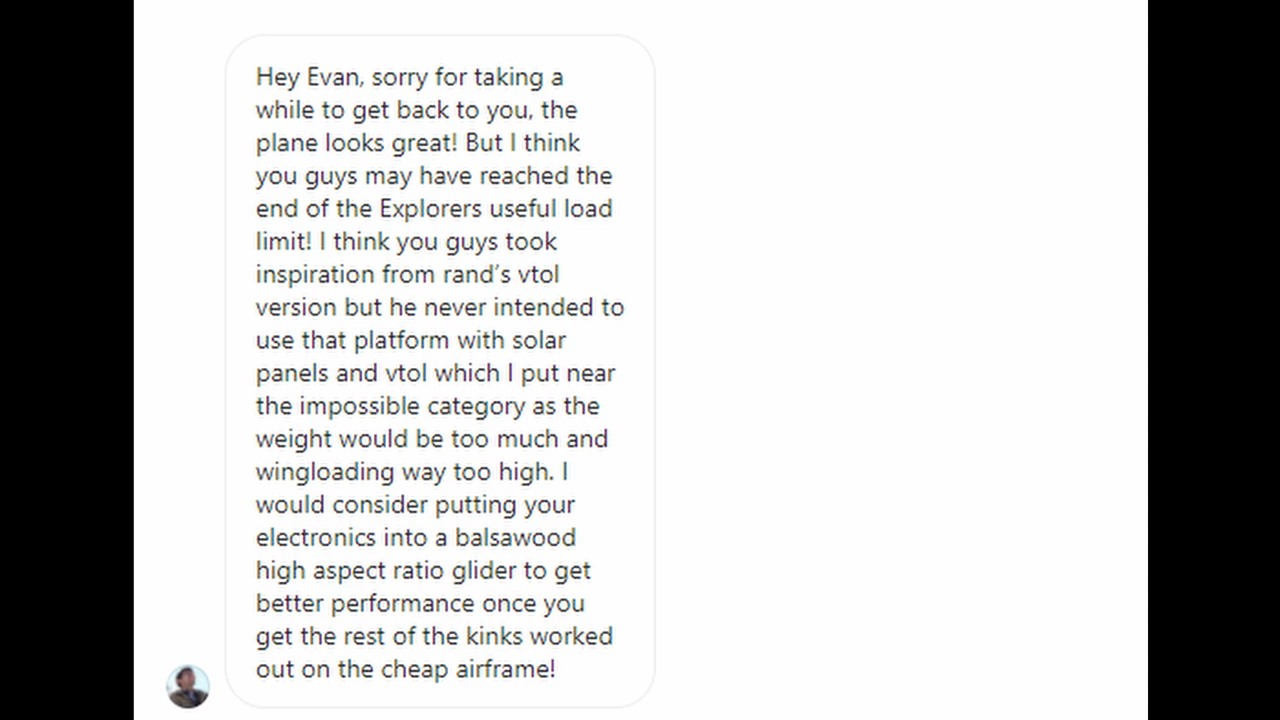 Hey Evan, sorry for taking a
while to get back to you, the
plane looks great! But I think
you guys may have reached the
end of the Explorers useful load
limit! I think you guys took
inspiration from rand's vtol
version but he never intended to
use that platform with solar
panels and vtol which I put near
the impossible category as the
weight would be too much and
wingloading way too high. I
would consider putting your
electronics into a balsawood
high aspect ratio glider to get
better performance once you
get the rest of the kinks worked
out on the cheap airframe!